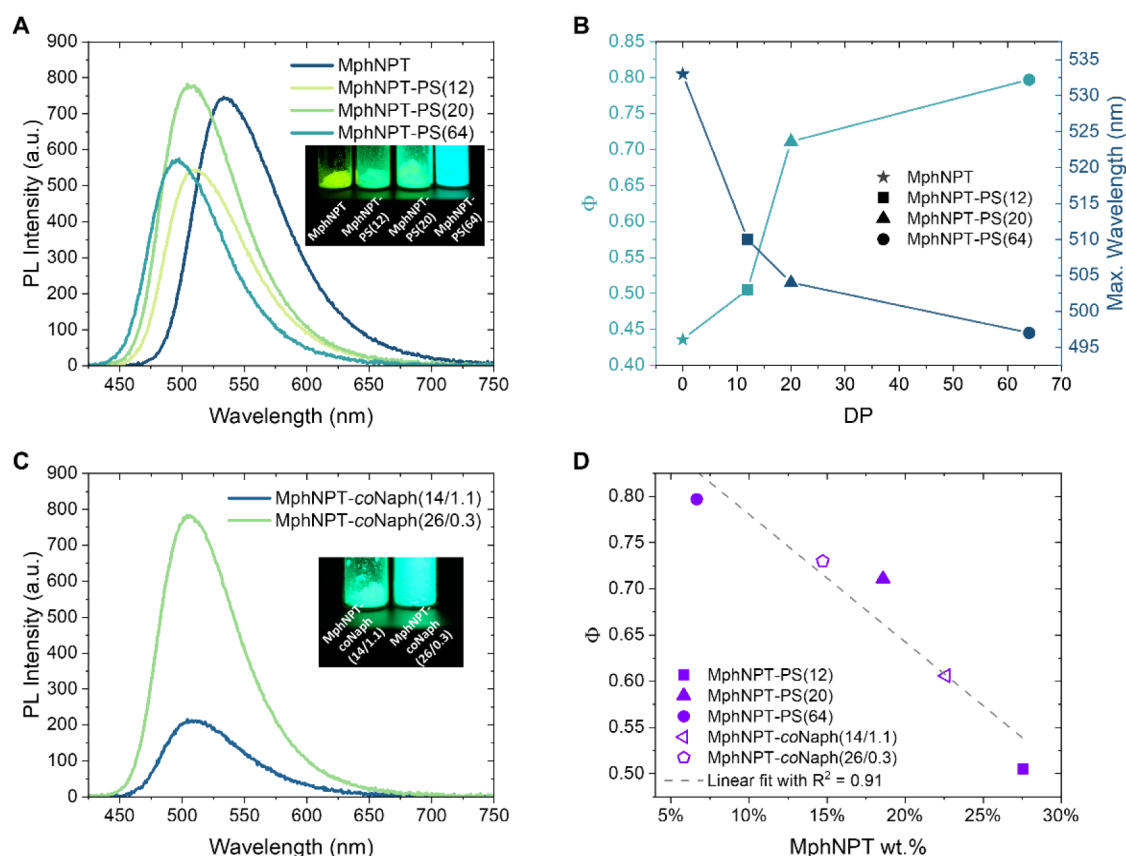 A
PL Intensity (a.u.)
900
800
700
600
500
400
300
200
100
0
450
500
550
600
650
700
750
Wavelength (nm)
MphNPT
MphNPT-PS(12)
MphNPT-PS(20)
MphNPT-PS(64)
MphNPT
MphNPT-
PS(12)
MphNPT-
PS(20)
MphNPT-
PS(64)
B
Φ
0.85
0.80
0.75
0.70
0.65
0.60
0.55
0.50
0.45
0.40
0
10
20
30
40
50
60
70
DP
MphNPT
MphNPT-PS(12)
MphNPT-PS(20)
MphNPT-PS(64)
535
530
525
520
515
510
505
500
495
Max. Wavelength (nm)
C
PL Intensity (a.u.)
900
800
700
600
500
400
300
200
100
0
450
500
550
600
650
700
750
Wavelength (nm)
MphNPT-coNaph(14/1.1)
MphNPT-coNaph(26/0.3)
MphNPT-
coNaph
(14/1.1)
MphNPT-
coNaph
(26/0.3)
D
Φ
0.80
0.75
0.70
0.65
0.60
0.55
0.50
5%
10%
15%
20%
25%
30%
MphNPT wt.%
MphNPT-PS(12)
MphNPT-PS(20)
MphNPT-PS(64)
MphNPT-coNaph(14/1.1)
MphNPT-coNaph(26/0.3)
Linear fit with R² = 0.91